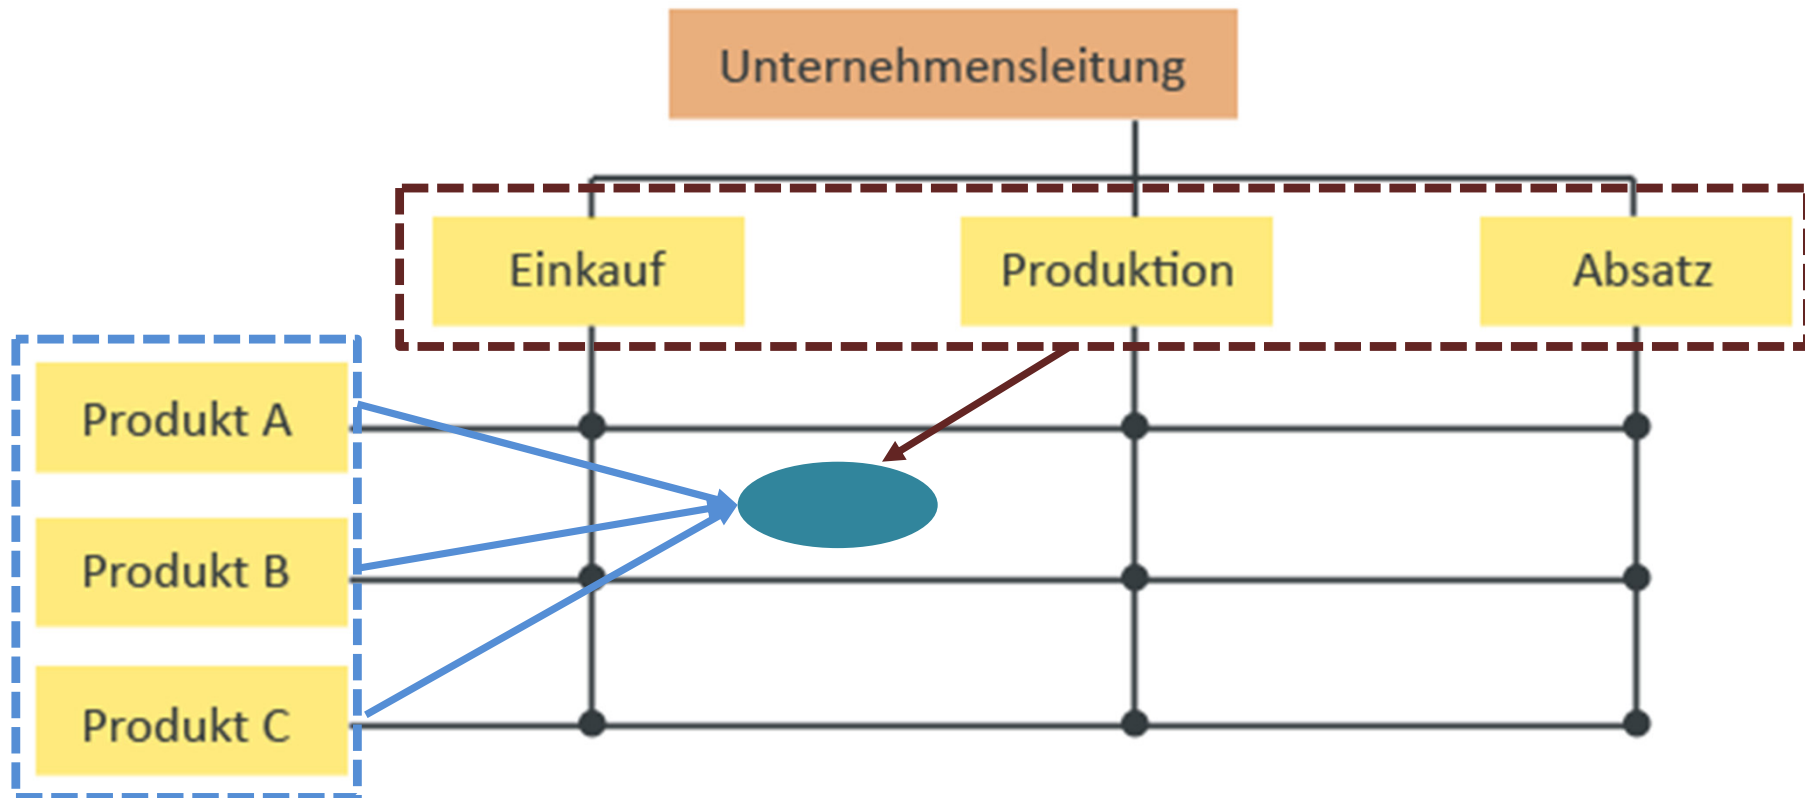 Unternehmensleitung
Einkauf
Produktion
Absatz
Produkt A
Produkt B
Produkt C